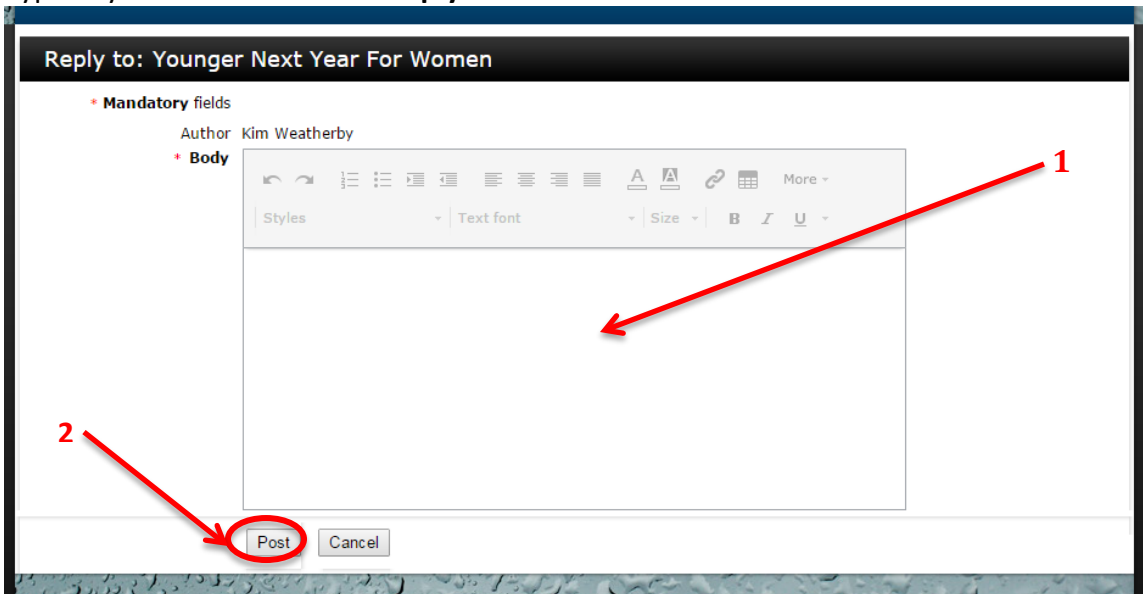 Reply to: Younger Next Year For Women
* Mandatory fields
Author Kim Weatherby
* Body
A A More
1
Styles Text font Size B I U
2
Post Cancel